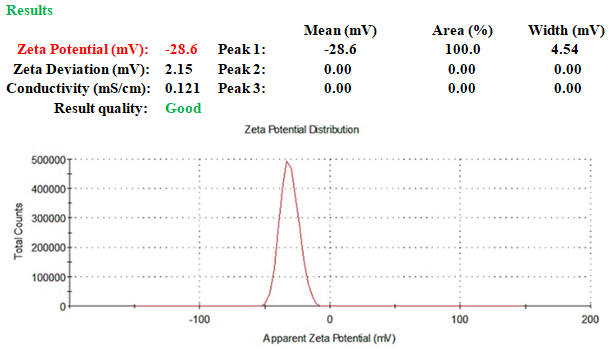 Results
Mean (mV) Area (%) Width (mV)
Zeta Potential (mV): -28.6 Peak 1: -28.6 100.0 4.54
Zeta Deviation (mV): 2.15 Peak 2: 0.00 0.00 0.00
Conductivity (mS/cm): 0.121 Peak 3: 0.00 0.00 0.00
Result quality: Good
Zeta Potential Distribution
Total Counts
500000
400000
300000
200000
100000
0
-100 0 100 200
Apparent Zeta Potential (mV)